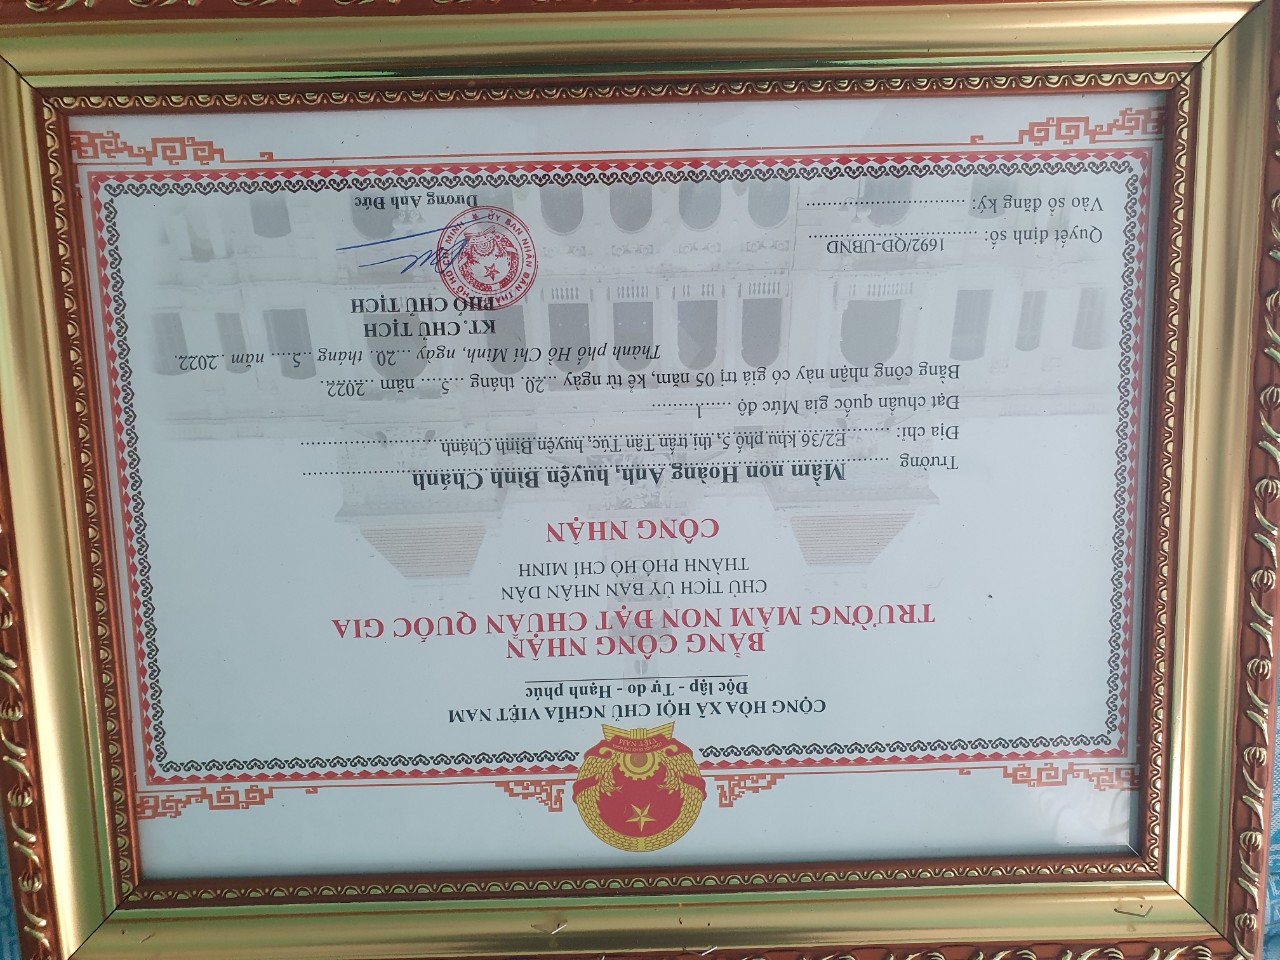 CỘNG HÒA XÃ HỘI CHỦ NGHĨA VIỆT NAM
Độc lập - Tự do - Hạnh phúc
BẰNG CÔNG NHẬN
TRƯỜNG MẦM NON ĐẠT CHUẨN QUỐC GIA
CHỦ TỊCH ỦY BAN NHÂN DÂN
THÀNH PHỐ HỒ CHÍ MINH
CÔNG NHẬN
Trường Mầm non Hoàng Anh, huyện Bình Chánh
Địa chỉ: E2/36 khu phố 5, thị trấn Tân Túc, huyện Bình Chánh
Đạt chuẩn quốc gia Mức độ 1
Bằng công nhận này có giá trị 05 năm, kể từ ngày 20 tháng 5 năm 2022.
Thành phố Hồ Chí Minh, ngày 20 tháng 5 năm 2022
KT. CHỦ TỊCH
PHÓ CHỦ TỊCH
Quyết định số: 1692/QĐ-UBND
Vào sổ đăng ký:
Dương Anh Đức